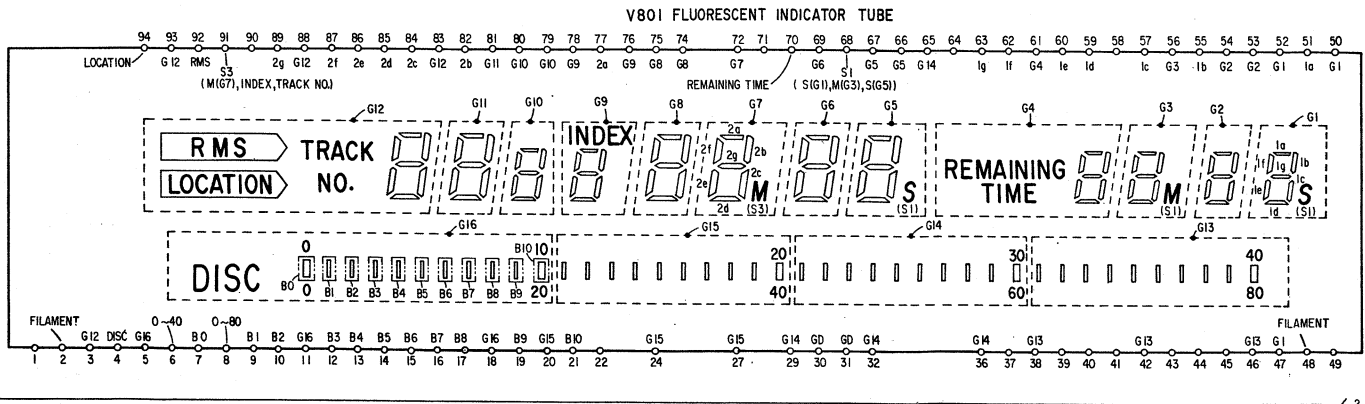 V801 FLUORESCENT INDICATOR TUBE
94 93 92 91 90 89 88 87 86 85 84 83 82 81 80 79 78 77 76 75 74 72 71 70 69 68 67 66 65 64 63 62 61 60 59 58 57 56 55 54 53 52 51 50
LOCATION G12 RMS S3 2g G12 2f 2e 2d 2c G12 2b G11 G10 G10 G9 2a G9 G8 G8 G7 REMAINING TIME G6 S1 G5 G5 G14 1g 1f G4 1e 1d 1c G3 1b G2 G2 G1 1a G1
(M(G7),INDEX,TRACK NO.) (S(G1),M(G3),S(G5))
G12 G11 G10 G9 G8 G7 G6 G5 G4 G3 G2 G1
RMS TRACK INDEX 2a 2f 2g 2b 1a 1f 1g 1b
LOCATION NO. 2e 2c 2d M (S3) S (S1) REMAINING TIME M (S1) 1e 1c 1d S (S1)
G16 G15 G14 G13
0 B10 10 20 30 40
DISC
B0 0 B1 B2 B3 B4 B5 B6 B7 B8 B9 20 40 60 80
FILAMENT G12 DISC G16 0~40 B0 0~80 B1 B2 G16 B3 B4 B5 B6 B7 B8 G16 B9 G15 B10 G15 G15 G14 GD GD G14 G14 G13 G13 G13 G1 FILAMENT
1 2 3 4 5 6 7 8 9 10 11 12 13 14 15 16 17 18 19 20 21 22 24 27 29 30 31 32 36 37 38 39 40 41 42 43 44 45 46 47 48 49